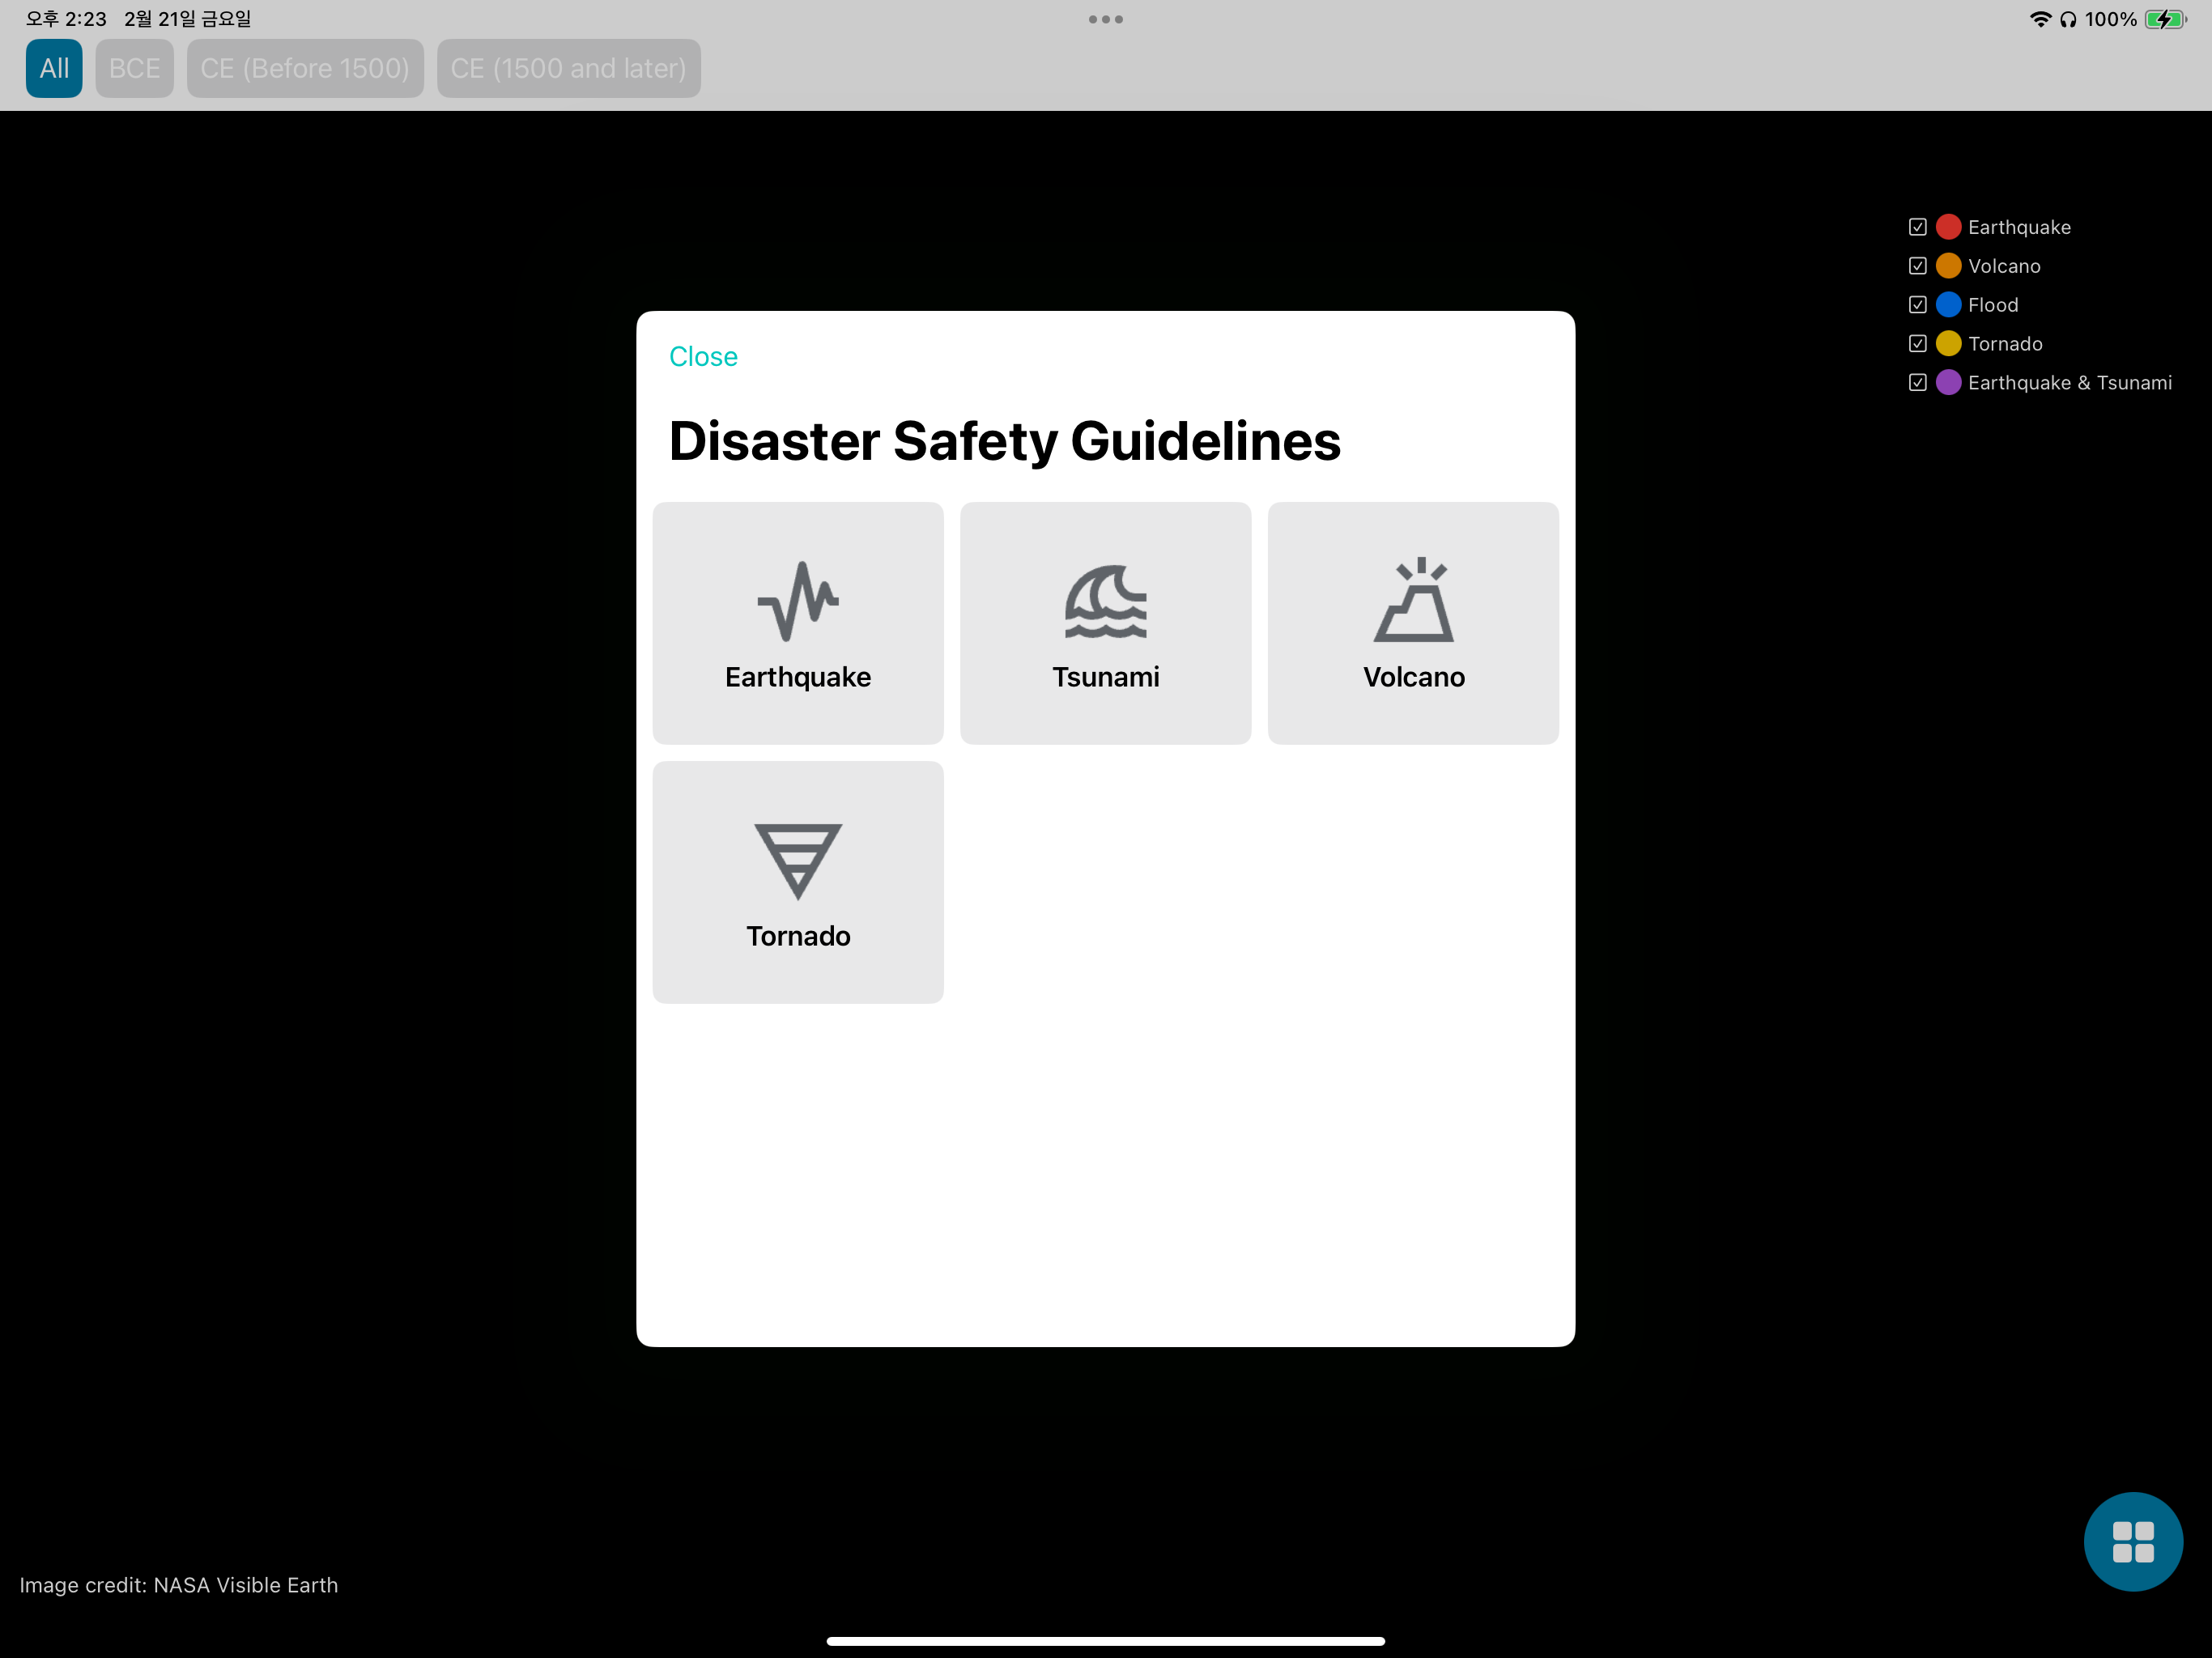 오후 2:23 2월 21일 금요일
100%
All BCE CE (Before 1500) CE (1500 and later)
Earthquake
Volcano
Flood
Tornado
Earthquake & Tsunami
Close
Disaster Safety Guidelines
Earthquake Tsunami Volcano
Tornado
Image credit: NASA Visible Earth